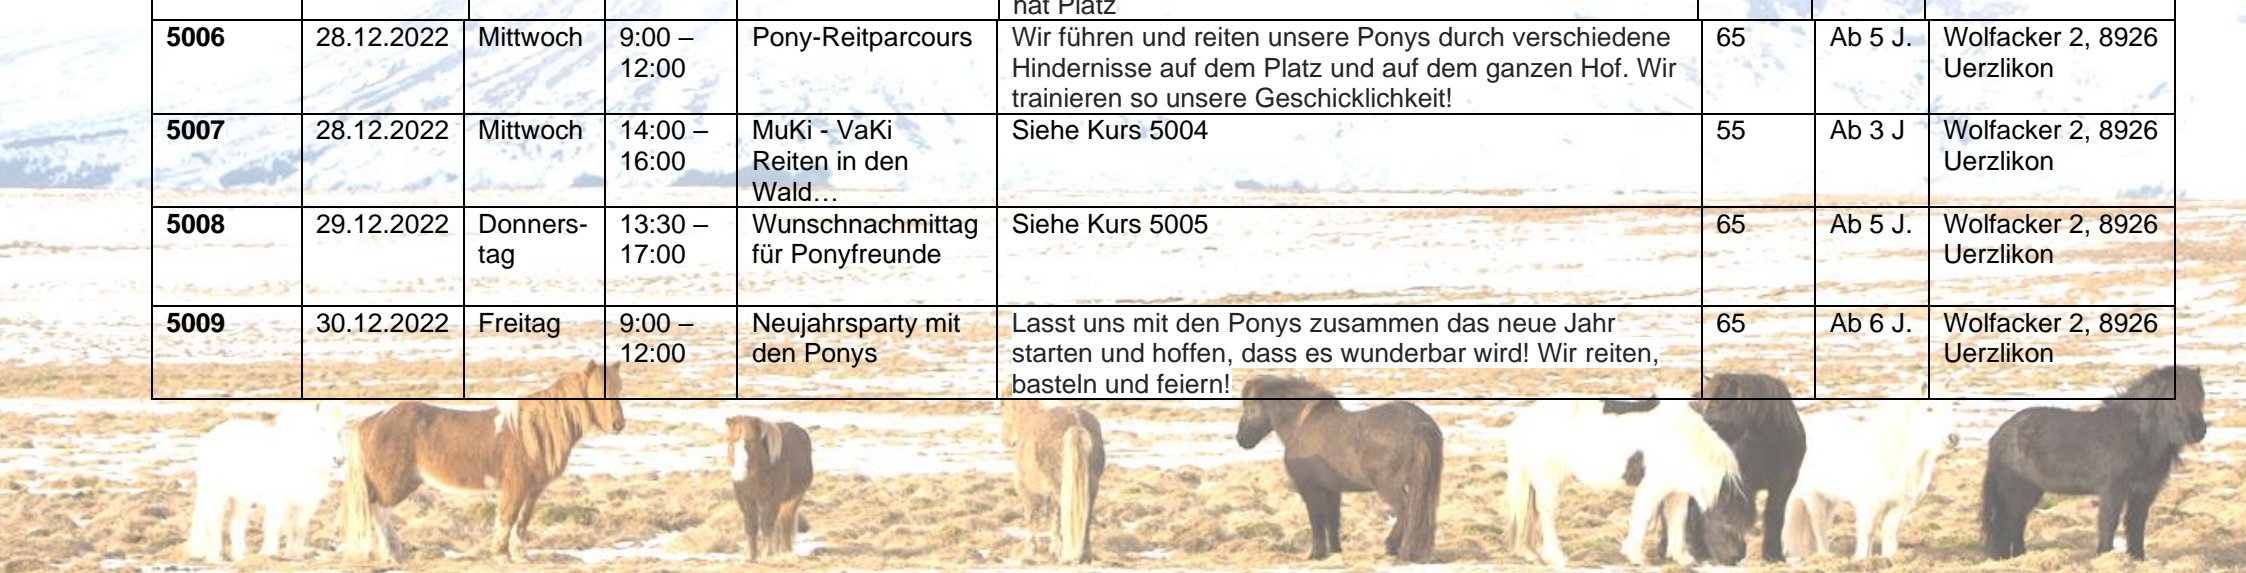 hat Platz
5006 28.12.2022 Mittwoch 9:00 – Pony-Reitparcours Wir führen und reiten unsere Ponys durch verschiedene 65 Ab 5 J. Wolfacker 2, 8926
12:00 Hindernisse auf dem Platz und auf dem ganzen Hof. Wir Uerzlikon
trainieren so unsere Geschicklichkeit!
5007 28.12.2022 Mittwoch 14:00 – MuKi - VaKi Siehe Kurs 5004 55 Ab 3 J Wolfacker 2, 8926
16:00 Reiten in den Uerzlikon
Wald…
5008 29.12.2022 Donners- 13:30 – Wunschnachmittag Siehe Kurs 5005 65 Ab 5 J. Wolfacker 2, 8926
tag 17:00 für Ponyfreunde Uerzlikon
5009 30.12.2022 Freitag 9:00 – Neujahrsparty mit Lasst uns mit den Ponys zusammen das neue Jahr 65 Ab 6 J. Wolfacker 2, 8926
12:00 den Ponys starten und hoffen, dass es wunderbar wird! Wir reiten, Uerzlikon
basteln und feiern!